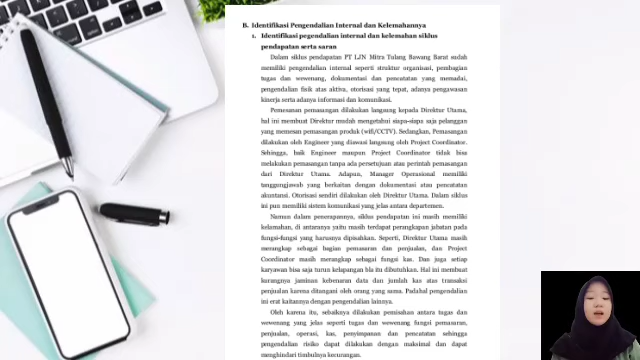 B. Identifikasi Pengendalian Internal dan Kelemahannya
1. Identifikasi pegendalian internal dan kelemahan siklus
pendapatan serta saran
Dalam siklus pendapatan PT LJN Mitra Tulang Bawang Barat sudah
memiliki pengendalian internal seperti struktur organisasi, pembagian
tugas dan wewenang, dokumentasi dan pencatatan yang memadai,
pengendalian fisik atas aktiva, otorisasi yang tepat, adanya pengawasan
kinerja serta adanya informasi dan komunikasi.
Pemesanan pemasangan dilakukan langsung kepada Direktur Utama,
hal ini membuat Direktur mudah mengetahui siapa-siapa saja pelanggan
yang memesan pemasangan produk (wifi/CCTV). Sedangkan, Pemasangan
dilakukan oleh Engineer yang diawasi langsung oleh Project Coordinator.
Sehingga, baik Engineer maupun Project Coordinator tidak bisa
melakukan pemasangan tanpa ada persetujuan atau perintah pemasangan
dari Direktur Utama. Adapun, Manager Operasional memiliki
tanggungjawab yang berkaitan dengan dokumentasi atau pencatatan
akuntansi. Otorisasi sendiri dilakukan oleh Direktur Utama. Dalam siklus
ini pun memiliki sistem komunikasi yang jelas antara departemen.
Namun dalam penerapannya, siklus pendapatan ini masih memiliki
kelamahan, di antaranya yaitu masih terdapat perangkapan jabatan pada
fungsi-fungsi yang harusnya dipisahkan. Seperti, Direktur Utama masih
merangkap sebagai bagian pemasaran dan penjualan, dan Project
Coordinator masih merangkap sebagai fungsi kas. Dan juga setiap
karyawan bisa saja turun kelapangan bila itu dibutuhkan. Hal ini membuat
kurangnya jaminan kebenaran data dan jumlah kas atau transaksi
penjualan karena ditangani oleh orang yang sama. Padahal pengendalian
ini erat kaitannya dengan pengendalian lainnya.
Oleh karena itu, sebaiknya dilakukan pemisahan antara tugas dan
wewenang yang jelas seperti tugas dan wewenang fungsi pemasaran,
penjualan, operasi, kas, penyimpanan dan pencatatan sehingga
pengendalian risiko dapat dilakukan dengan maksimal dan dapat
menghindari timbulnya kecurangan.